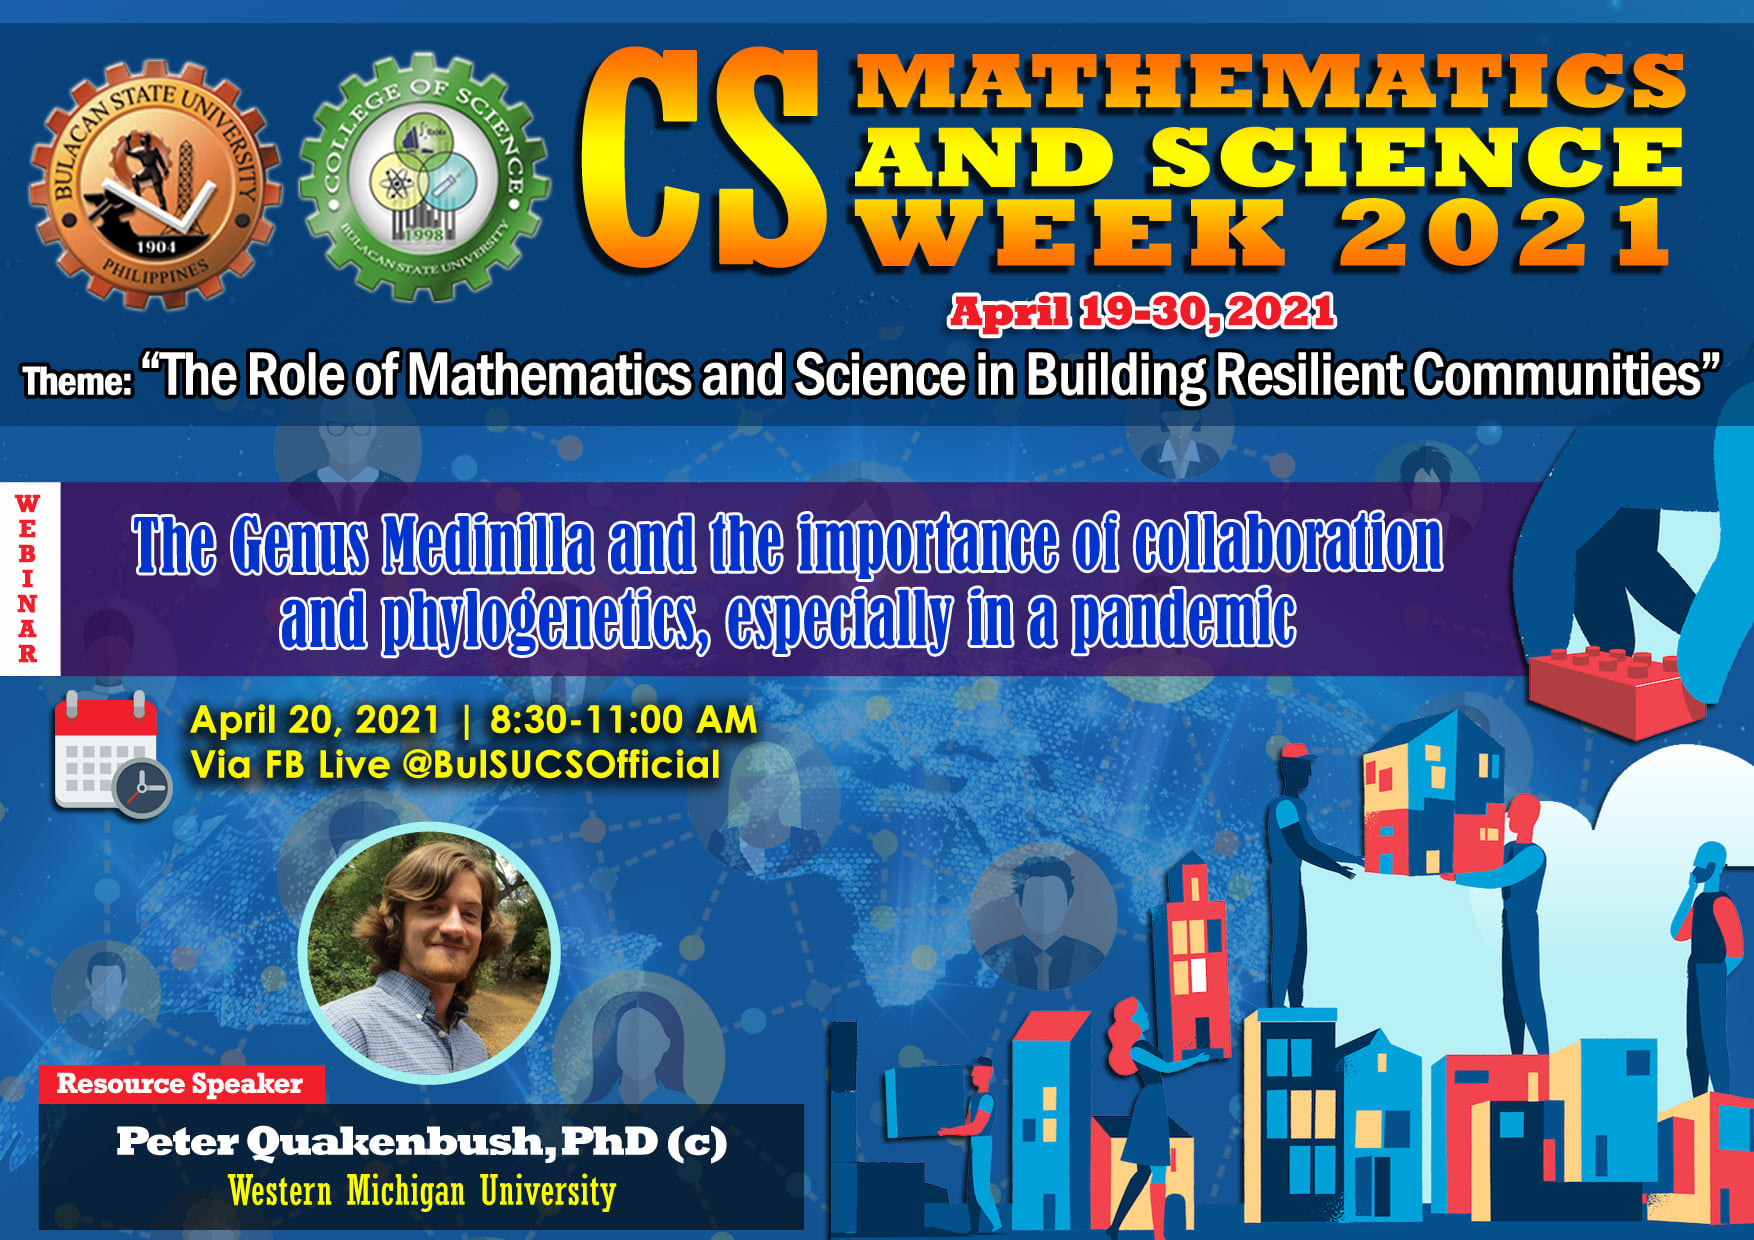 BULACAN STATE UNIVERSITY
1904
PHILIPPINES
COLLEGE OF SCIENCE
1998
BULACAN STATE UNIVERSITY
CS
MATHEMATICS
AND SCIENCE
WEEK 2021
April 19-30, 2021
Theme: “The Role of Mathematics and Science in Building Resilient Communities”
WEBINAR
The Genus Medinilla and the importance of collaboration
and phylogenetics, especially in a pandemic
April 20, 2021 | 8:30-11:00 AM
Via FB Live @BulSUCSOfficial
Resource Speaker
Peter Quakenbush, PhD (c)
Western Michigan University